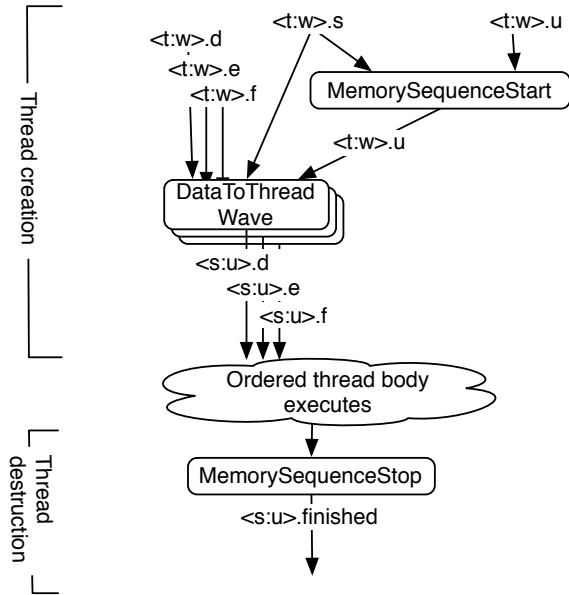 <t:w>.s
<t:w>.u
<t:w>.d
<t:w>.e
<t:w>.f
MemorySequenceStart
<t:w>.u
DataToThread
Wave
<s:u>.d
<s:u>.e
<s:u>.f
Thread creation
Ordered thread body
executes
MemorySequenceStop
<s:u>.finished
Thread
destruction